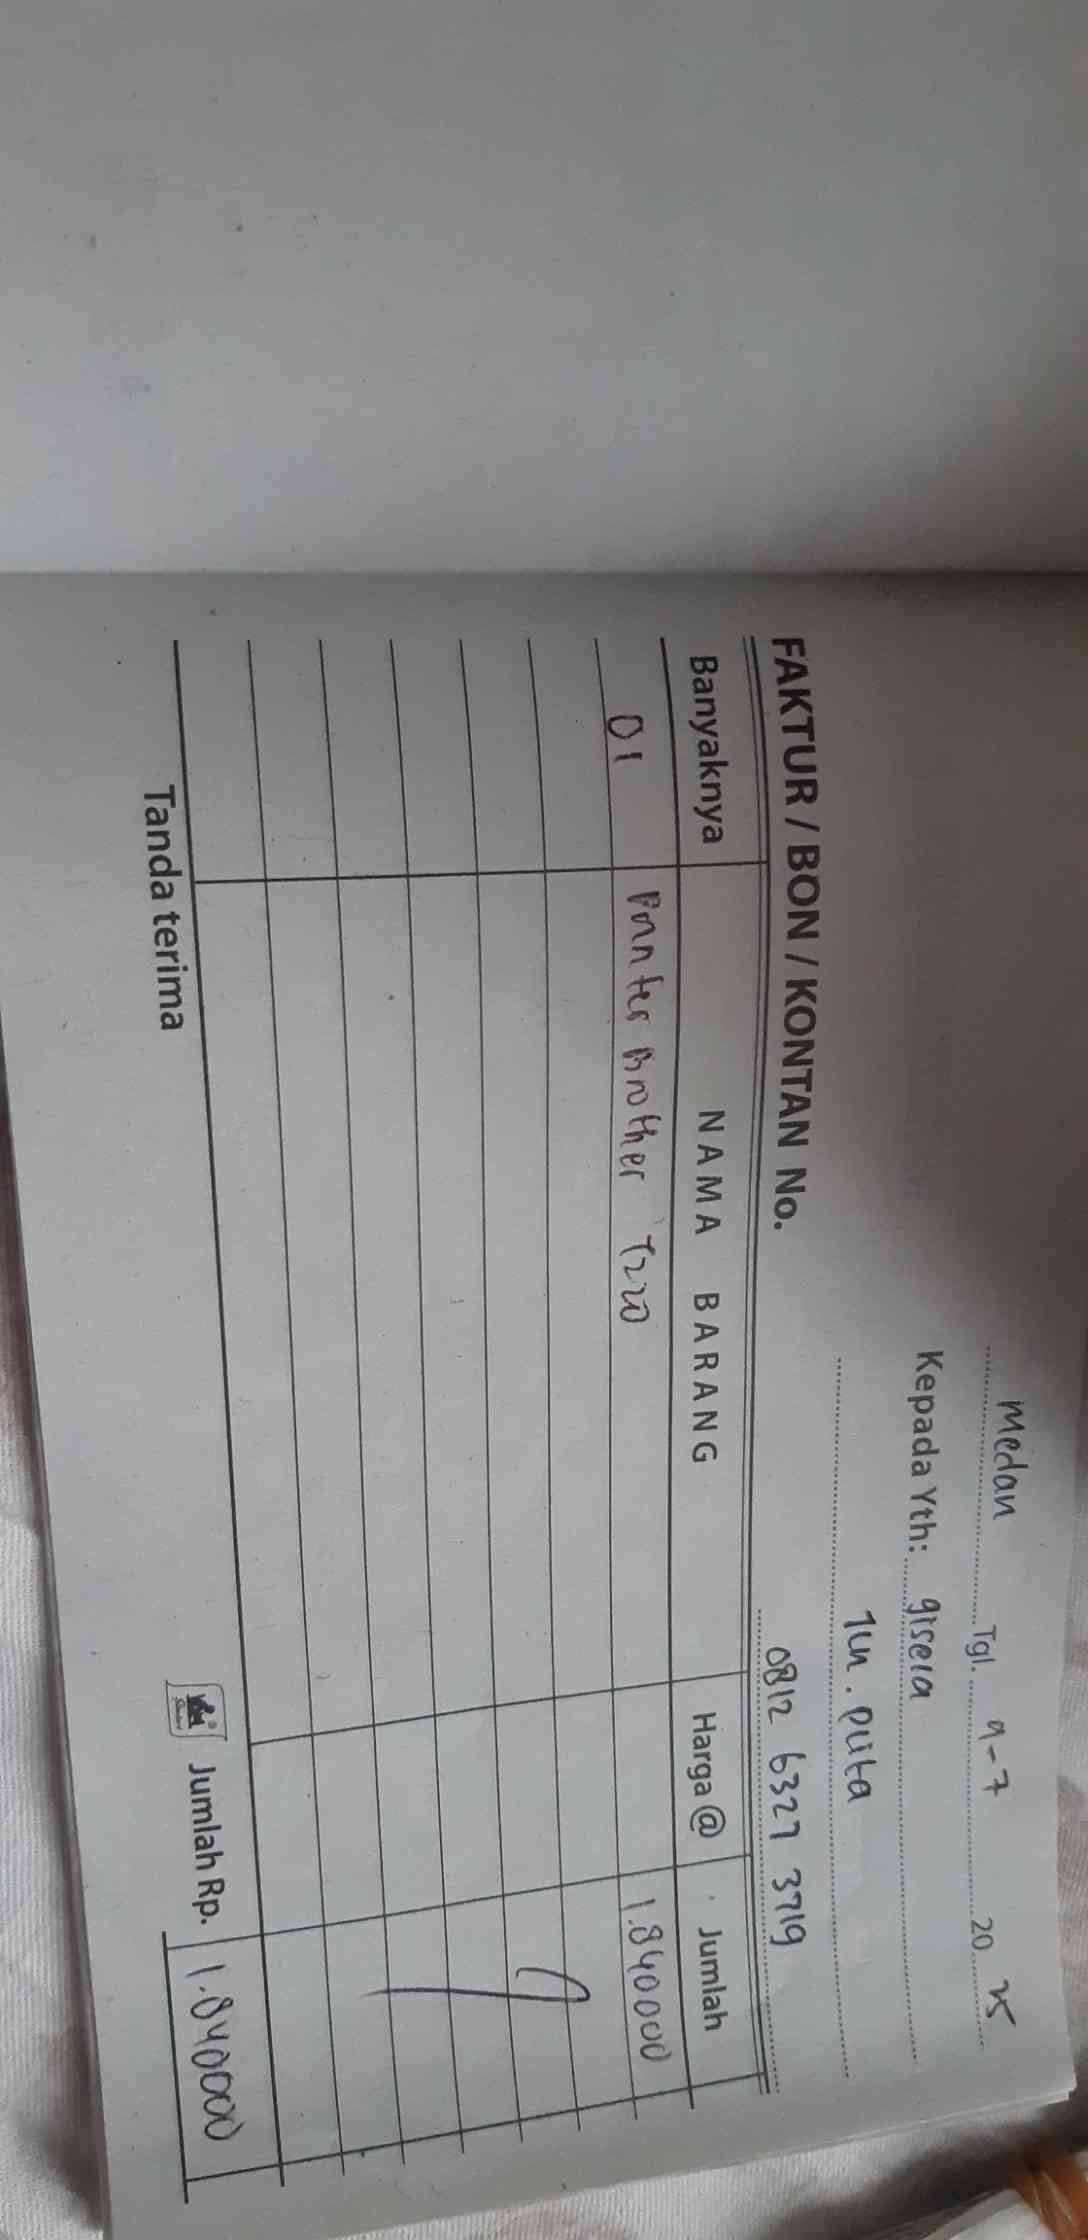 Medan Tgl. 9-7 20 25
Kepada Yth: gisela
Jln. pelita
0812 6327 3719
FAKTUR / BON / KONTAN No.
Banyaknya NAMA BARANG Harga @ Jumlah
01 Printer Brother T220 1.840000
Tanda terima Jumlah Rp. 1.840000